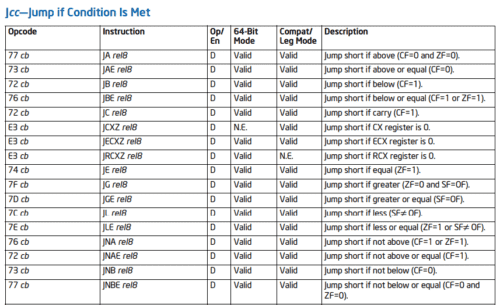 Jcc—Jump if Condition Is Met
Opcode Instruction Op/ 64-Bit Compat/ Description
En Mode Leg Mode
77 cb JA rel8 D Valid Valid Jump short if above (CF=0 and ZF=0).
73 cb JAE rel8 D Valid Valid Jump short if above or equal (CF=0).
72 cb JB rel8 D Valid Valid Jump short if below (CF=1).
76 cb JBE rel8 D Valid Valid Jump short if below or equal (CF=1 or ZF=1).
72 cb JC rel8 D Valid Valid Jump short if carry (CF=1).
E3 cb JCXZ rel8 D N.E. Valid Jump short if CX register is 0.
E3 cb JECXZ rel8 D Valid Valid Jump short if ECX register is 0.
E3 cb JRCXZ rel8 D Valid N.E. Jump short if RCX register is 0.
74 cb JE rel8 D Valid Valid Jump short if equal (ZF=1).
7F cb JG rel8 D Valid Valid Jump short if greater (ZF=0 and SF=OF).
7D cb JGE rel8 D Valid Valid Jump short if greater or equal (SF=OF).
7C cb JL rel8 D Valid Valid Jump short if less (SF≠ OF).
7E cb JLE rel8 D Valid Valid Jump short if less or equal (ZF=1 or SF≠ OF).
76 cb JNA rel8 D Valid Valid Jump short if not above (CF=1 or ZF=1).
72 cb JNAE rel8 D Valid Valid Jump short if not above or equal (CF=1).
73 cb JNB rel8 D Valid Valid Jump short if not below (CF=0).
77 cb JNBE rel8 D Valid Valid Jump short if not below or equal (CF=0 and
ZF=0).